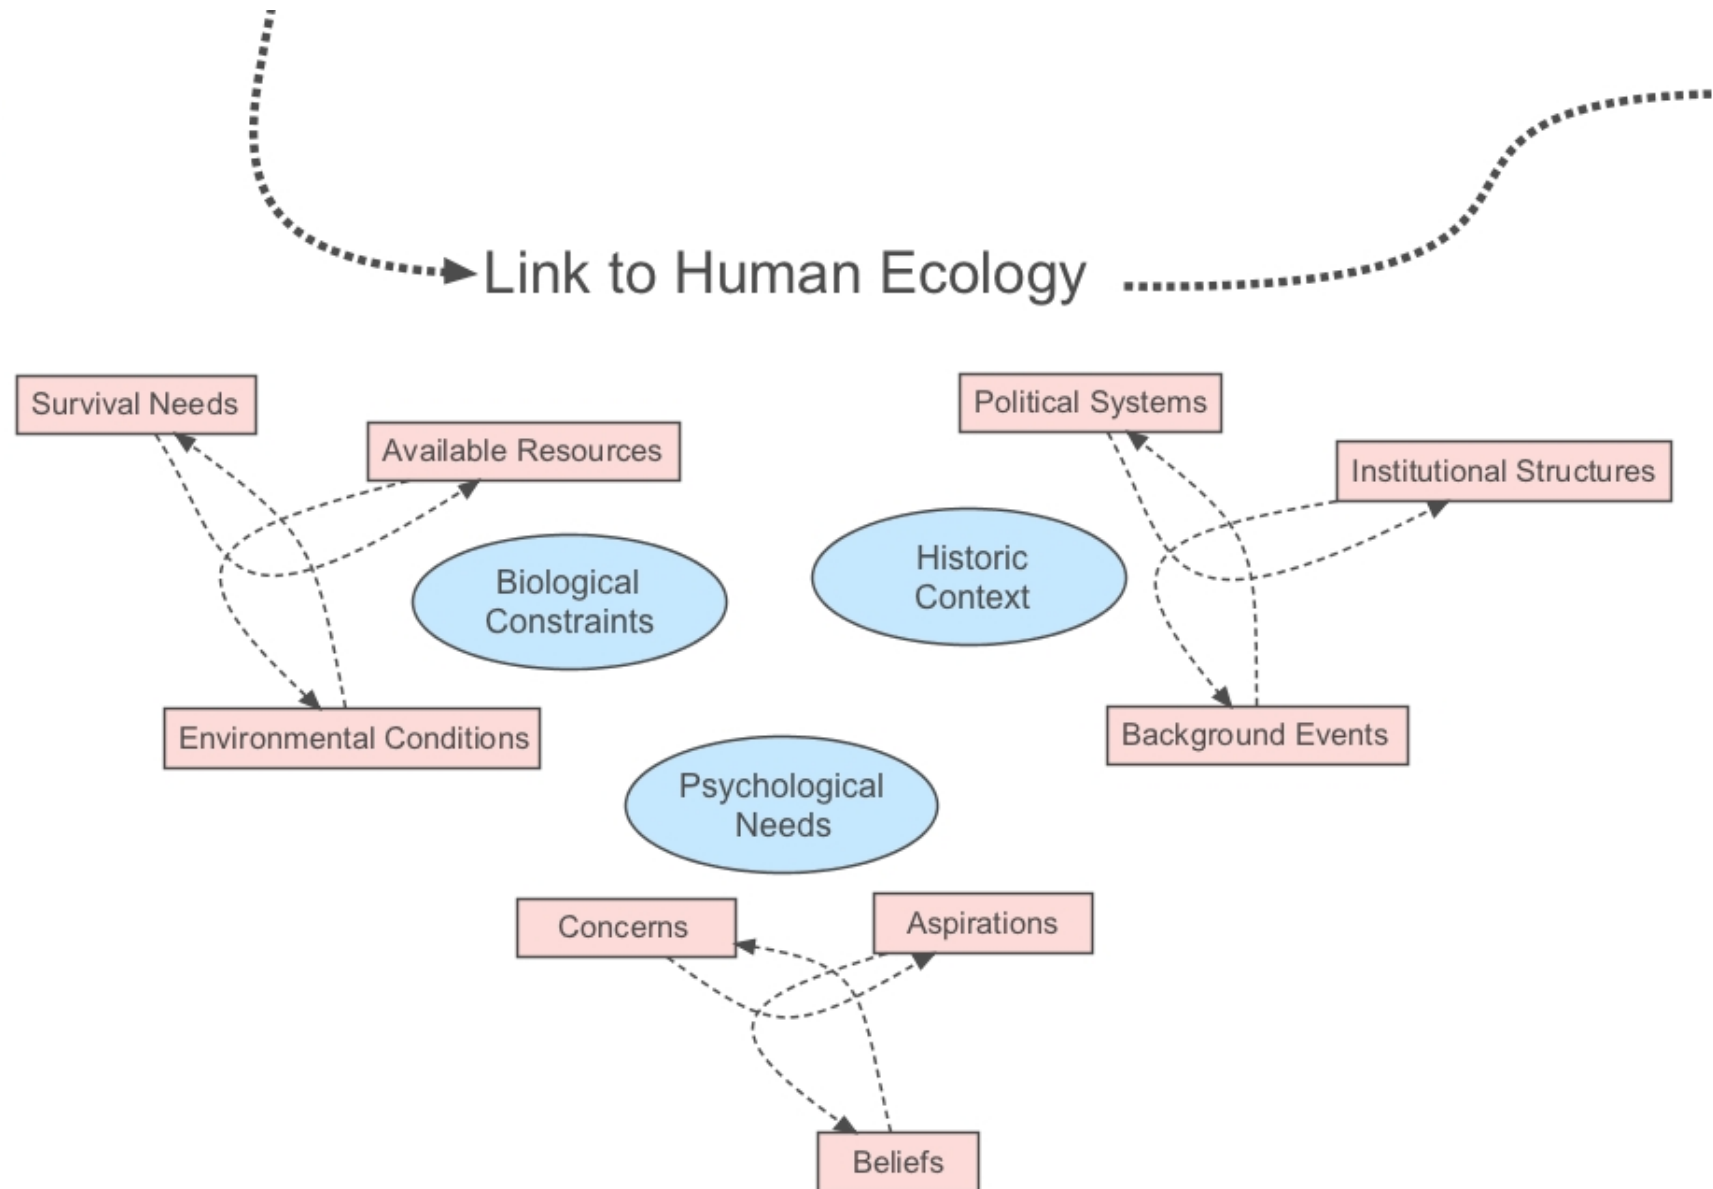 Link to Human Ecology
Survival Needs
Available Resources
Political Systems
Institutional Structures
Biological
Constraints
Historic
Context
Environmental Conditions
Background Events
Psychological
Needs
Concerns
Aspirations
Beliefs